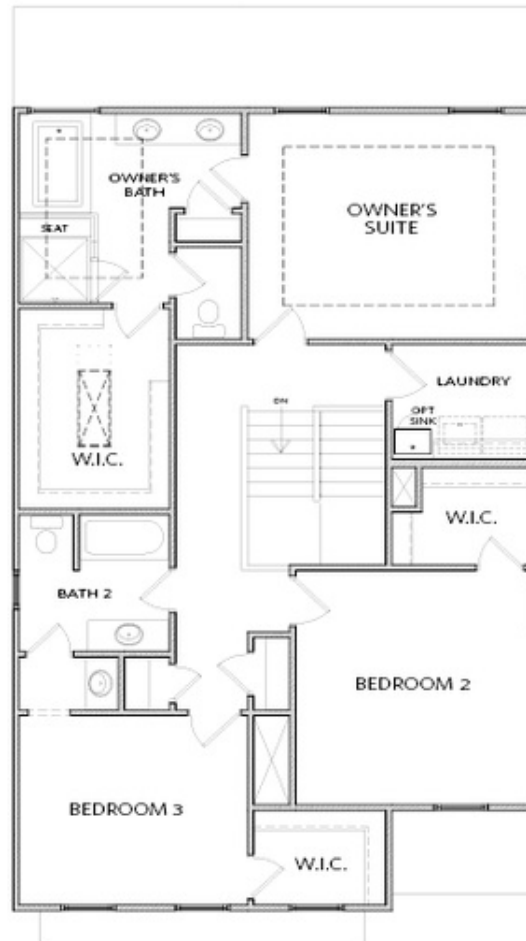 OWNER'S
BATH
SEAT
OWNER'S
SUITE
LAUNDRY
OPT
SINK
DN
W.I.C.
W.I.C.
BATH 2
BEDROOM 2
BEDROOM 3
W.I.C.